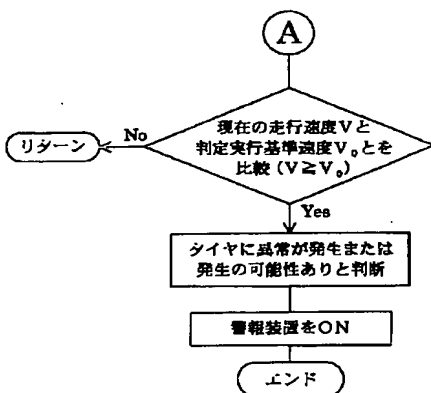 A
現在の走行速度Vと
判定実行基準速度V₀とを
比較(V≧V₀)
No
リターン
Yes
タイヤに異常が発生または
発生の可能性ありと判断
警報装置をON
エンド